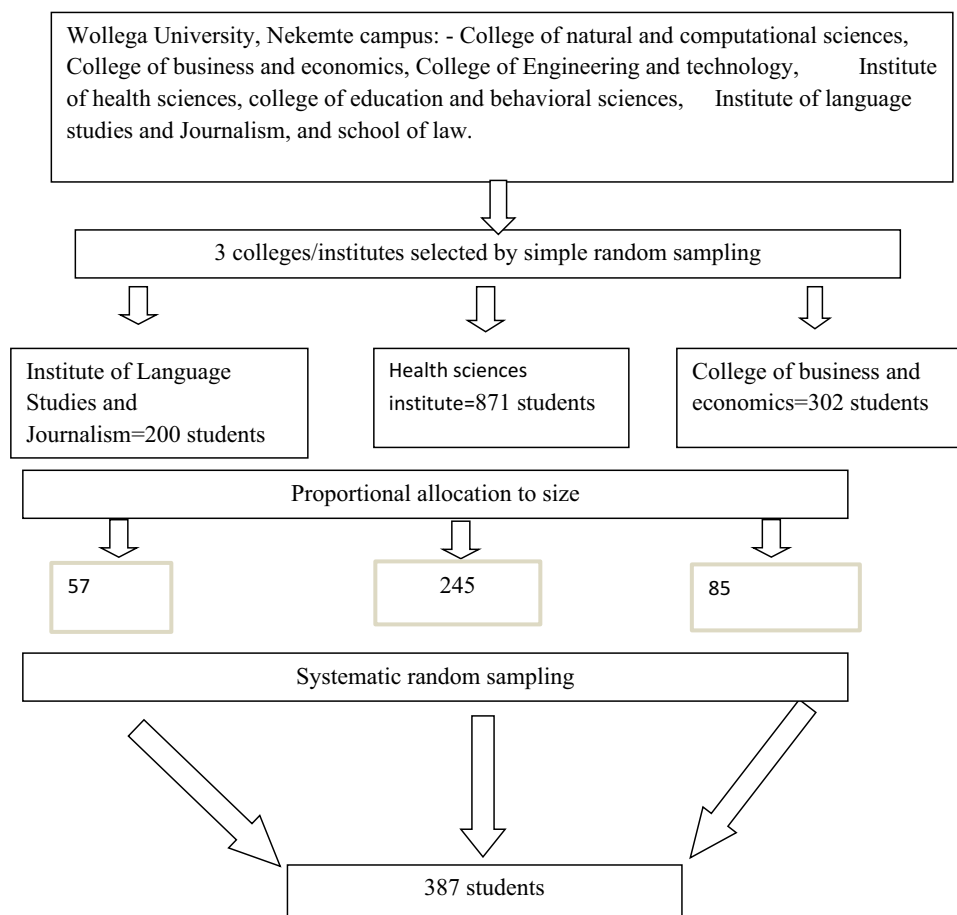 Wollega University, Nekemte campus: - College of natural and computational sciences,
College of business and economics, College of Engineering and technology, Institute
of health sciences, college of education and behavioral sciences, Institute of language
studies and Journalism, and school of law.
3 colleges/institutes selected by simple random sampling
Institute of Language
Studies and
Journalism=200 students
Health sciences
institute=871 students
College of business and
economics=302 students
Proportional allocation to size
57
245
85
Systematic random sampling
387 students